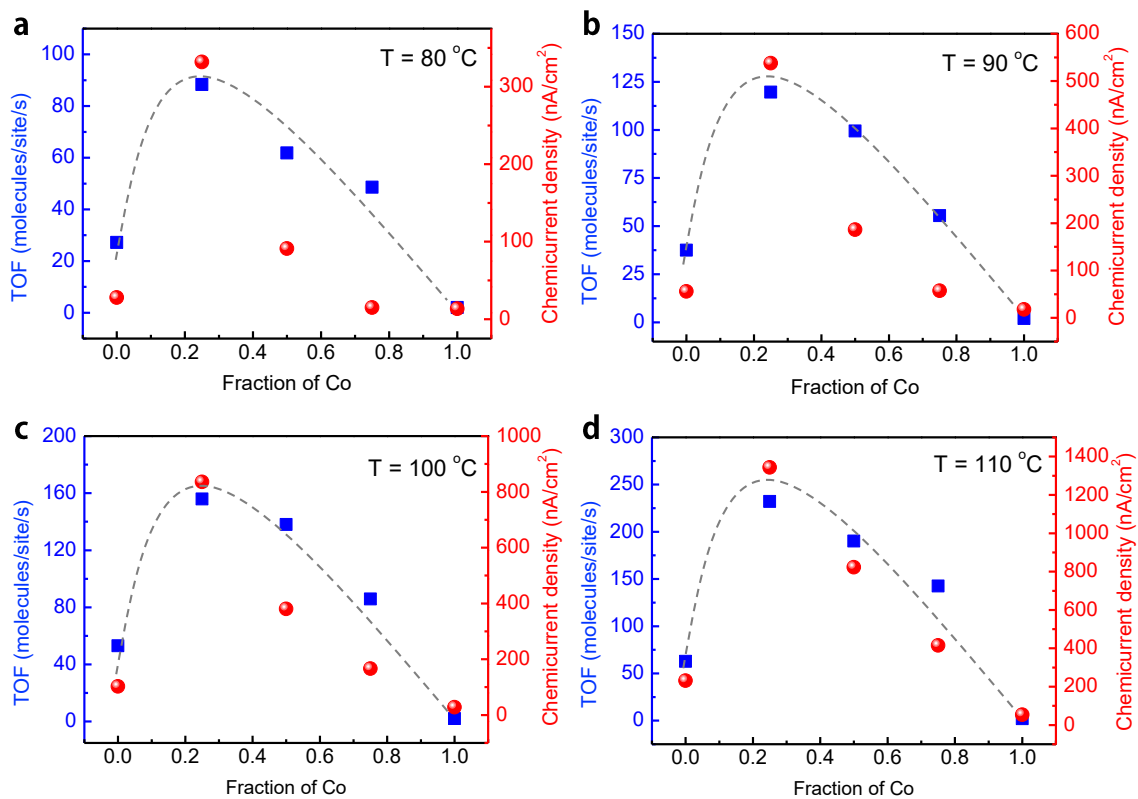 a
T = 80 °C
TOF (molecules/site/s)
100
80
60
40
20
0
Chemicurrent density (nA/cm²)
300
200
100
0
0.0 0.2 0.4 0.6 0.8 1.0
Fraction of Co
b
T = 90 °C
TOF (molecules/site/s)
150
125
100
75
50
25
0
Chemicurrent density (nA/cm²)
600
500
400
300
200
100
0
0.0 0.2 0.4 0.6 0.8 1.0
Fraction of Co
c
T = 100 °C
TOF (molecules/site/s)
200
160
120
80
40
0
Chemicurrent density (nA/cm²)
1000
800
600
400
200
0
0.0 0.2 0.4 0.6 0.8 1.0
Fraction of Co
d
T = 110 °C
TOF (molecules/site/s)
300
250
200
150
100
50
0
Chemicurrent density (nA/cm²)
1400
1200
1000
800
600
400
200
0
0.0 0.2 0.4 0.6 0.8 1.0
Fraction of Co